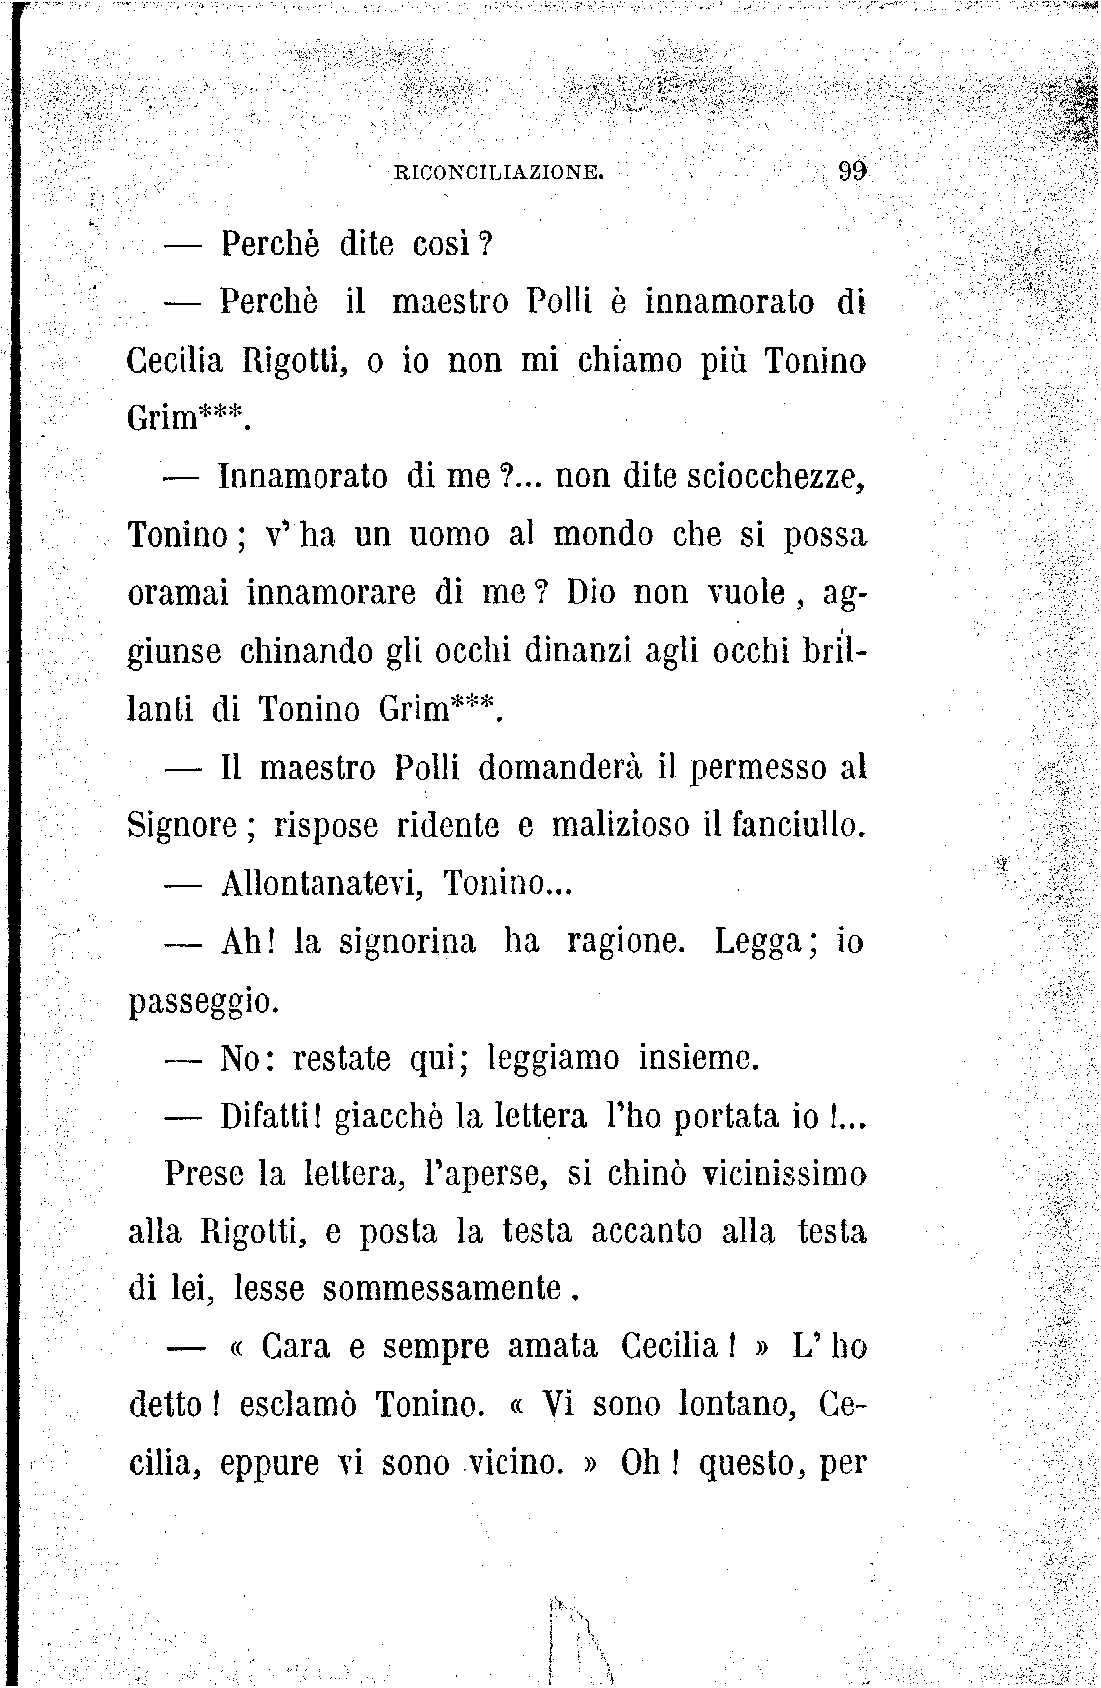 RICONCILIAZIONE. 99
— Perchè dite così ?
— Perchè il maestro Polli è innamorato di
Cecilia Rigotti, o io non mi chiamo più Tonino
Grim***.
— Innamorato di me ?... non dite sciocchezze,
Tonino ; v' ha un uomo al mondo che si possa
oramai innamorare di me ? Dio non vuole , ag-
giunse chinando gli occhi dinanzi agli occhi bril-
lanti di Tonino Grim***.
— Il maestro Polli domanderà il permesso al
Signore ; rispose ridente e malizioso il fanciullo.
— Allontanatevi, Tonino...
— Ah! la signorina ha ragione. Legga; io
passeggio.
— No: restate qui; leggiamo insieme.
— Difatti! giacchè la lettera l'ho portata io !...
Prese la lettera, l'aperse, si chinò vicinissimo
alla Rigotti, e posta la testa accanto alla testa
di lei, lesse sommessamente .
— « Cara e sempre amata Cecilia ! » L' ho
detto ! esclamò Tonino. « Vi sono lontano, Ce-
cilia, eppure vi sono vicino. » Oh ! questo, per